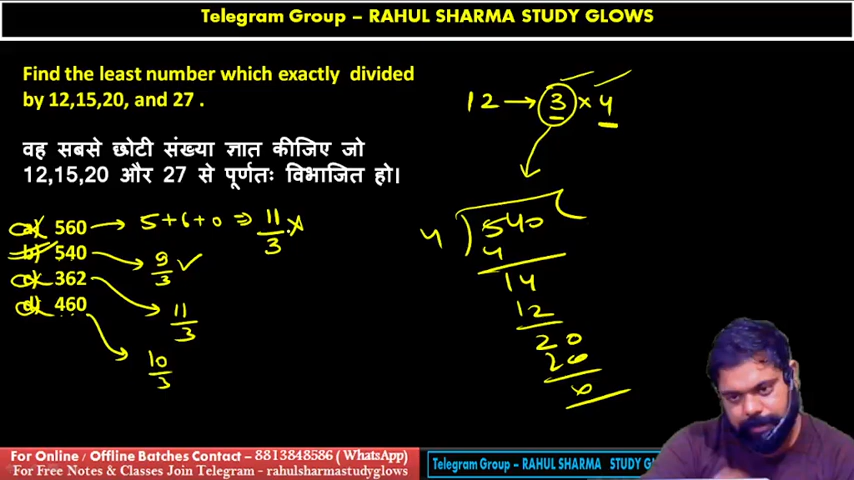 Telegram Group – RAHUL SHARMA STUDY GLOWS
Find the least number which exactly divided
by 12,15,20, and 27 .
वह सबसे छोटी संख्या ज्ञात कीजिए जो
12,15,20 और 27 से पूर्णतः विभाजित हो।
a) 560 → 5+6+0 ⇒ 11/3 ×
b) 540 → 9/3 ✓
c) 362 → 11/3
d) 460 → 10/3
12 → 3 × 4
4 ) 540
4
14
12
20
20
0
For Online / Offline Batches Contact – 8813848586 ( WhatsApp)
For Free Notes & Classes Join Telegram - rahulsharmastudyglows
Telegram Group – RAHUL SHARMA STUDY GL